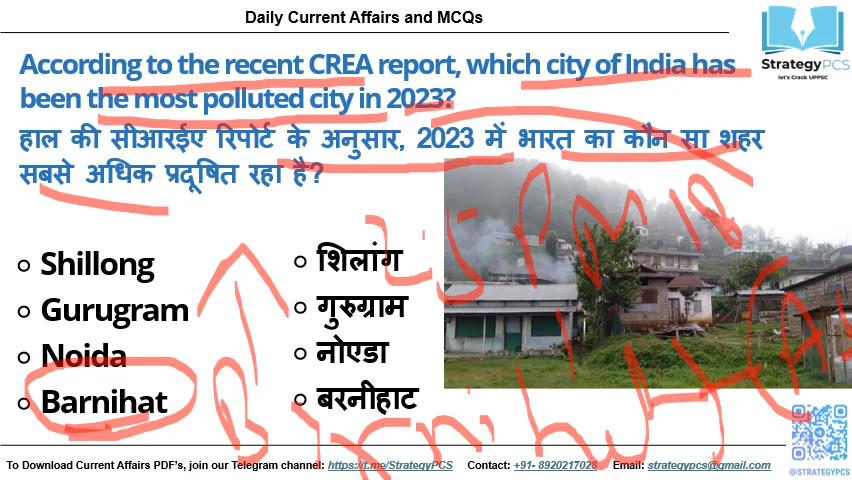 Daily Current Affairs and MCQs
StrategyPCS
let's Crack UPPSC
According to the recent CREA report, which city of India has
been the most polluted city in 2023?
हाल की सीआरईए रिपोर्ट के अनुसार, 2023 में भारत का कौन सा शहर
सबसे अधिक प्रदूषित रहा है?
Shillong
Gurugram
Noida
Barnihat
शिलांग
गुरुग्राम
नोएडा
बरनीहाट
To Download Current Affairs PDF's, join our Telegram channel: https://t.me/StrategyPCS Contact: +91- 8920217028 Email: strategypcs@gmail.com
@STRATEGYPCS